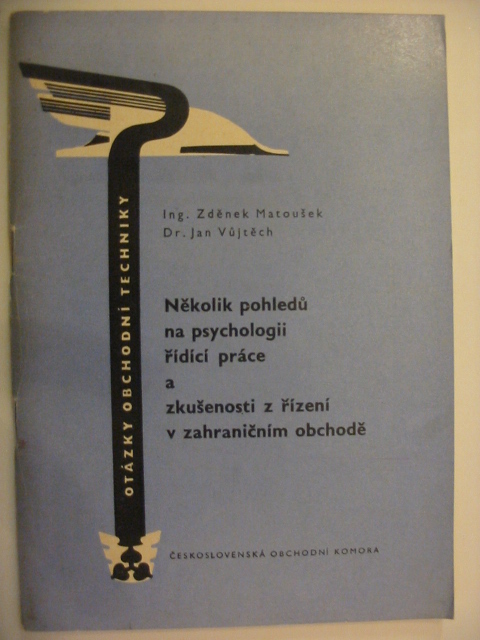 Ing. Zděnek Matoušek
Dr. Jan Vůjtěch
Několik pohledů
na psychologii
řídící práce
a
zkušenosti z řízení
v zahraničním obchodě
OTÁZKY OBCHODNÍ TECHNIKY
ČESKOSLOVENSKÁ OBCHODNÍ KOMORA